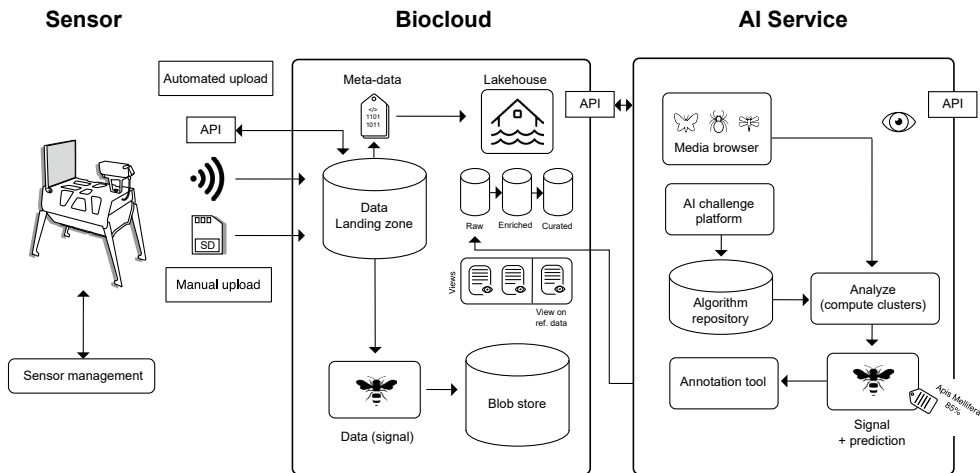 Sensor
Biocloud
AI Service
Automated upload
API
SD
Manual upload
Sensor management
Meta-data
</>
1101
1011
Lakehouse
API
Data
Landing zone
Raw
Enriched
Curated
Views
View on
ref. data
Data (signal)
Blob store
API
Media browser
AI challenge
platform
Algorithm
repository
Analyze
(compute clusters)
Annotation tool
Apis Mellifera
85%
Signal
+ prediction